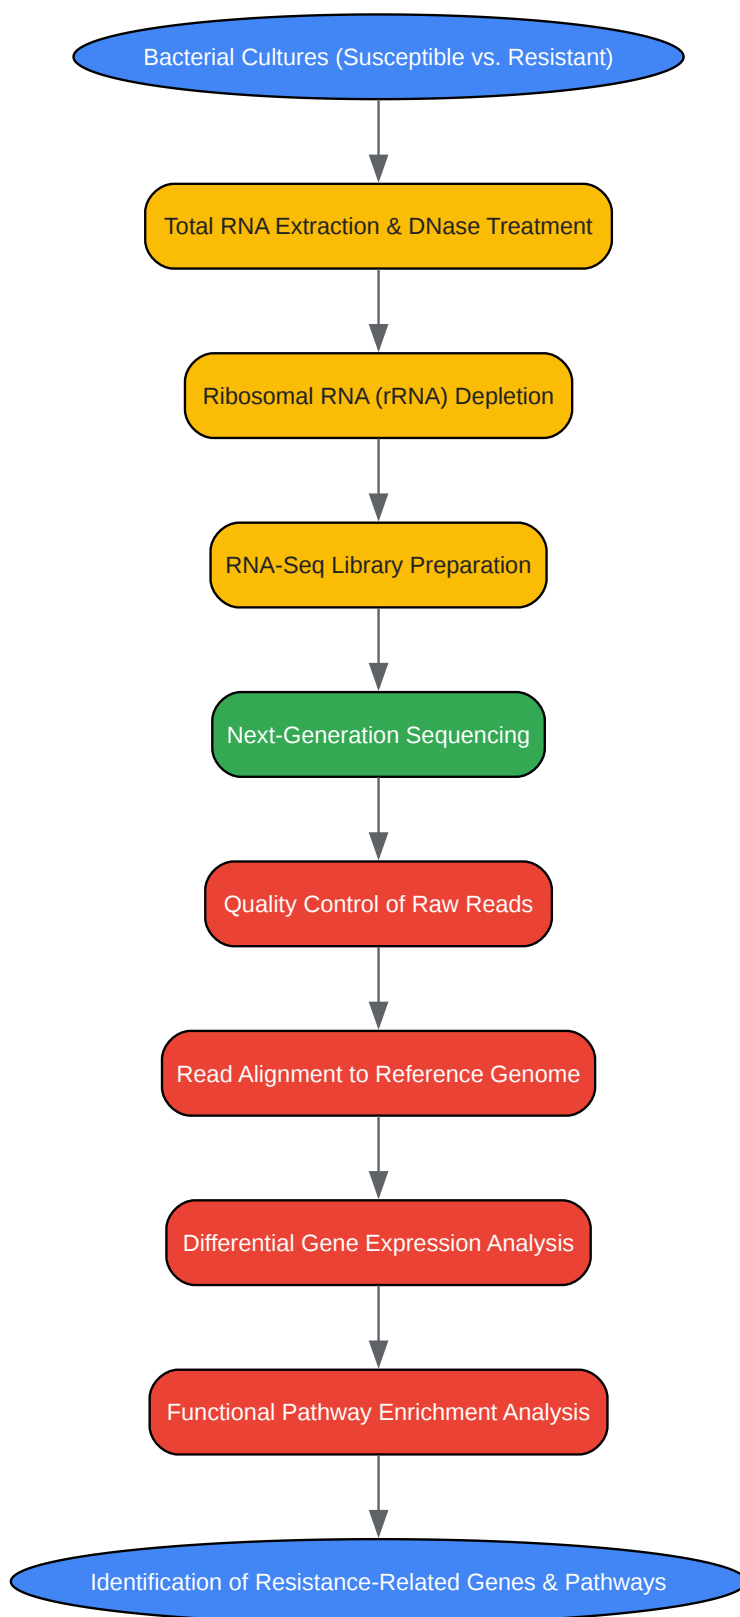 Bacterial Cultures (Susceptible vs. Resistant)
Total RNA Extraction & DNase Treatment
Ribosomal RNA (rRNA) Depletion
RNA-Seq Library Preparation
Next-Generation Sequencing
Quality Control of Raw Reads
Read Alignment to Reference Genome
Differential Gene Expression Analysis
Functional Pathway Enrichment Analysis
Identification of Resistance-Related Genes & Pathways